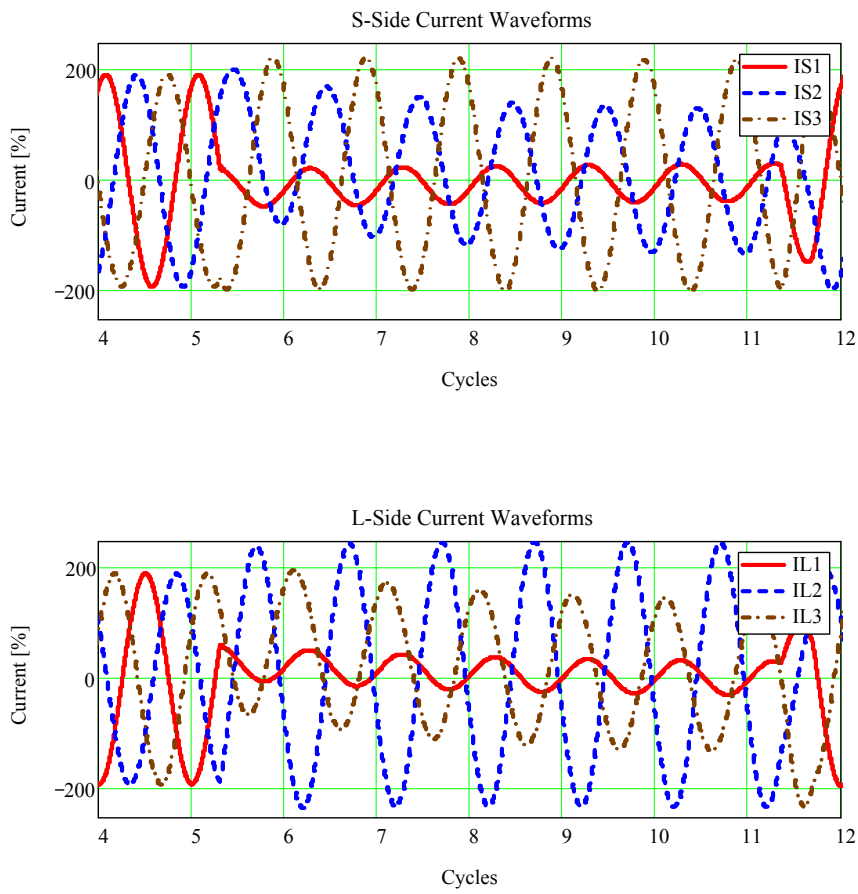 S-Side Current Waveforms
Current [%]
200
0
−200
IS1
IS2
IS3
4 5 6 7 8 9 10 11 12
Cycles
L-Side Current Waveforms
Current [%]
200
0
−200
IL1
IL2
IL3
4 5 6 7 8 9 10 11 12
Cycles